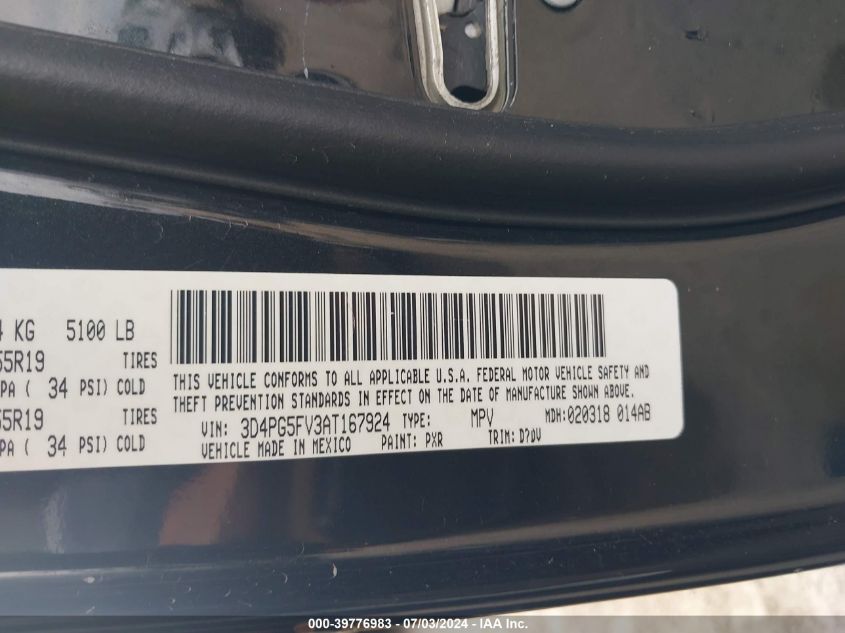 4 KG 5100 LB
55R19 TIRES
PA ( 34 PSI) COLD
55R19 TIRES
PA ( 34 PSI) COLD
THIS VEHICLE CONFORMS TO ALL APPLICABLE U.S.A. FEDERAL MOTOR VEHICLE SAFETY AND
THEFT PREVENTION STANDARDS IN EFFECT ON THE DATE OF MANUFACTURE SHOWN ABOVE.
VIN: 3D4PG5FV3AT167924 TYPE: MPV MDH:020318 014AB
VEHICLE MADE IN MEXICO PAINT: PXR TRIM: D?DV
000-39776983 / 07/03/2024 - IAA Inc.